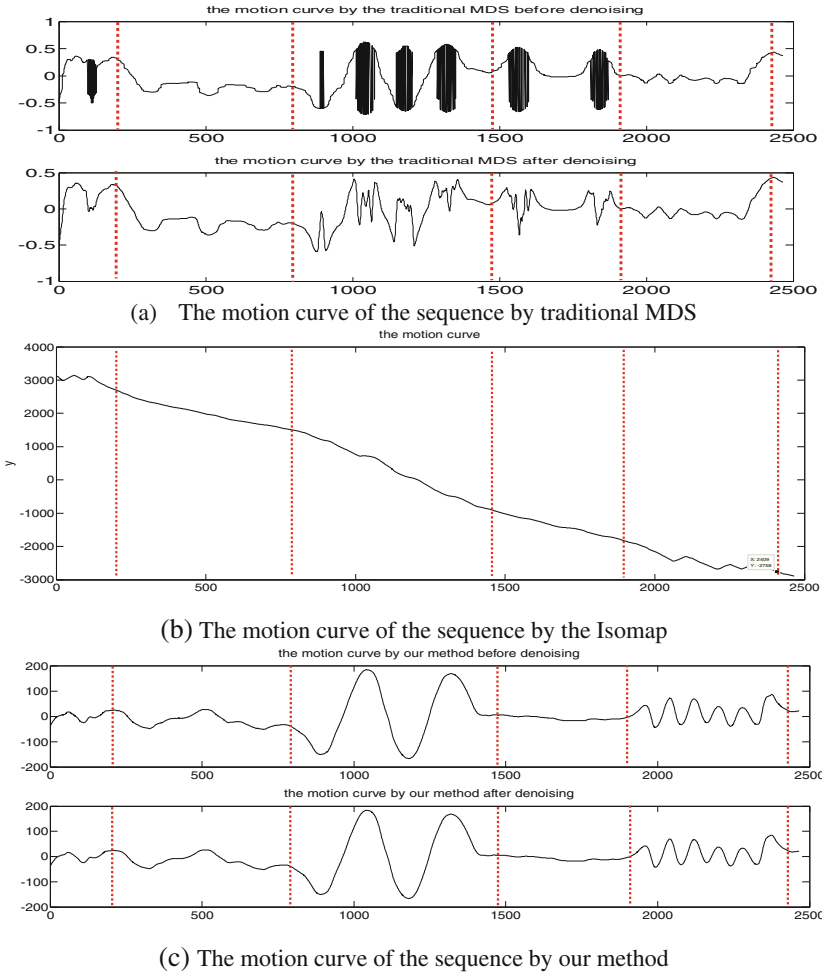 the motion curve by the traditional MDS before denoising
1
0.5
0
-0.5
-1
0 500 1000 1500 2000 2500
the motion curve by the traditional MDS after denoising
0.5
0
-0.5
-1
0 500 1000 1500 2000 2500
(a) The motion curve of the sequence by traditional MDS
the motion curve
4000
3000
2000
1000
y
0
-1000
-2000
-3000
X: 2409
Y: -2758
0 500 1000 1500 2000 2500
(b) The motion curve of the sequence by the Isomap
the motion curve by our method before denoising
200
100
0
-100
-200
0 500 1000 1500 2000 2500
the motion curve by our method after denoising
200
100
0
-100
-200
0 500 1000 1500 2000 2500
(c) The motion curve of the sequence by our method